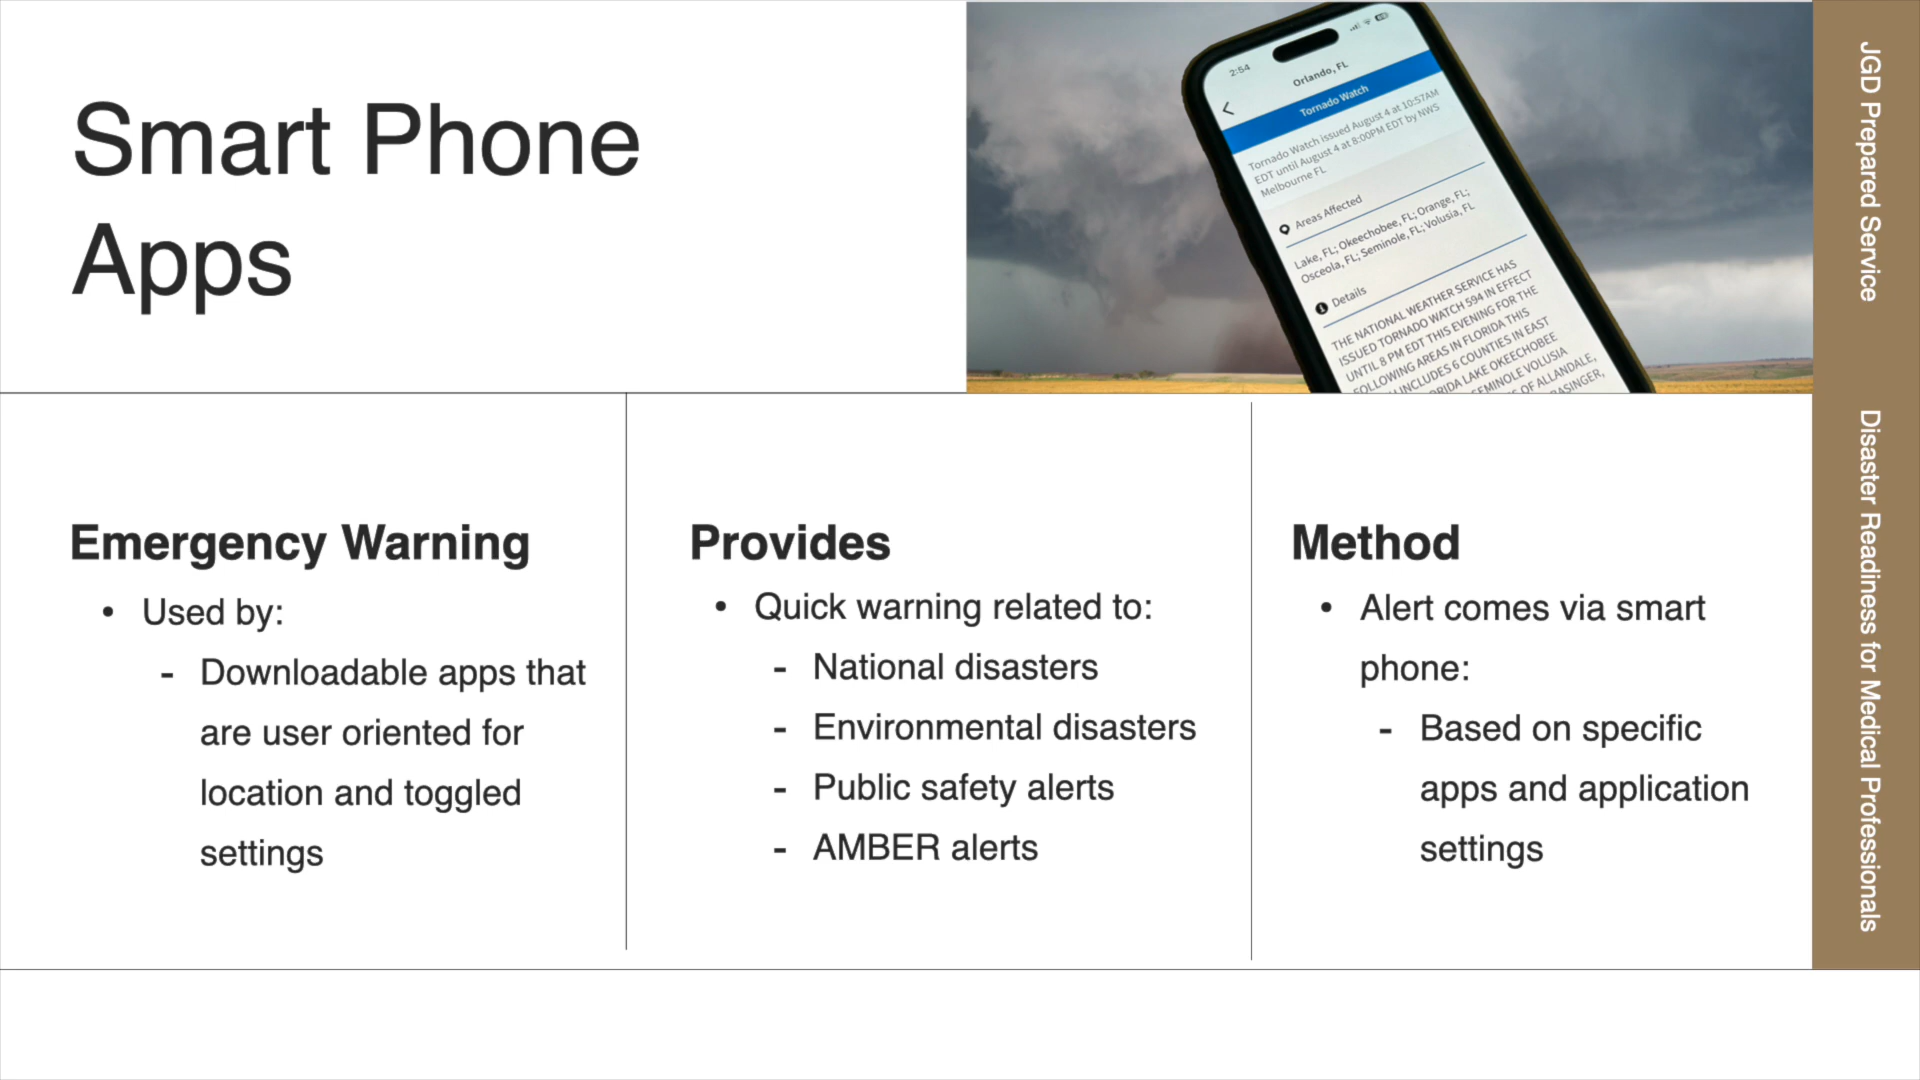 Smart Phone
Apps
2:54
Orlando, FL
Tornado Watch
Tornado Watch issued August 4 at 10:57AM
EDT until August 4 at 8:00PM EDT by NWS
Melbourne FL
Areas Affected
Lake, FL; Okeechobee, FL; Orange, FL;
Osceola, FL; Seminole, FL; Volusia, FL
Details
THE NATIONAL WEATHER SERVICE HAS
ISSUED TORNADO WATCH 594 IN EFFECT
UNTIL 8 PM EDT THIS EVENING FOR THE
FOLLOWING AREAS IN FLORIDA THIS
INCLUDES 6 COUNTIES IN EAST
LAKE OKEECHOBEE
SEMINOLE VOLUSIA
OF ALLANDALE,
Emergency Warning
• Used by:
- Downloadable apps that
are user oriented for
location and toggled
settings
Provides
• Quick warning related to:
- National disasters
- Environmental disasters
- Public safety alerts
- AMBER alerts
Method
• Alert comes via smart
phone:
- Based on specific
apps and application
settings
JGD Prepared Service
Disaster Readiness for Medical Professionals